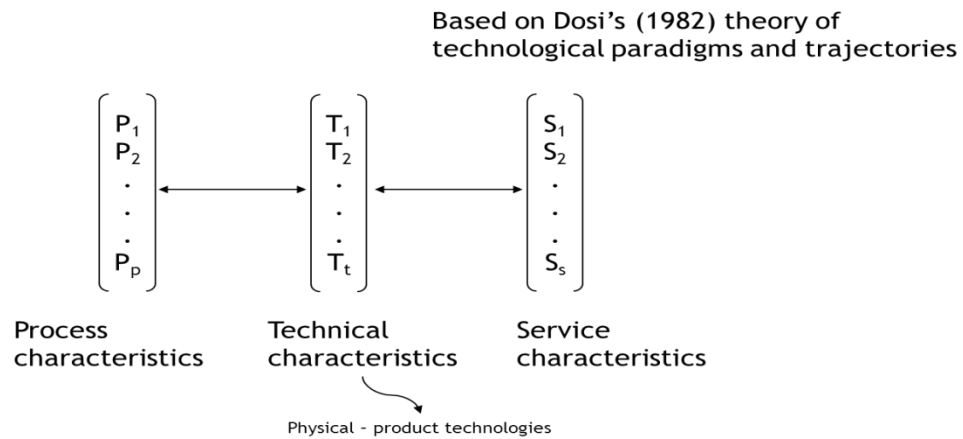 Based on Dosi’s (1982) theory of
technological paradigms and trajectories
P₁
P₂
.
.
.
Pₚ
T₁
T₂
.
.
.
Tₜ
S₁
S₂
.
.
.
Sₛ
Process
characteristics
Technical
characteristics
Service
characteristics
Physical - product technologies